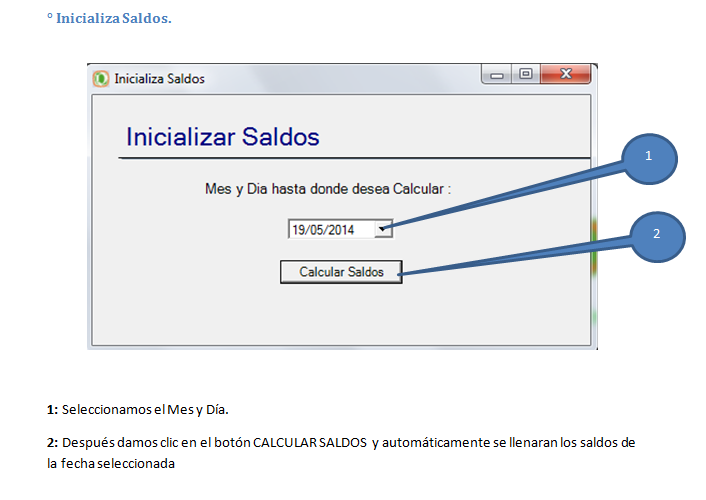 ° Inicializa Saldos.
Inicializa Saldos
Inicializar Saldos
1
Mes y Dia hasta donde desea Calcular :
19/05/2014
2
Calcular Saldos
1: Seleccionamos el Mes y Día.
2: Después damos clic en el botón CALCULAR SALDOS y automáticamente se llenaran los saldos de
la fecha seleccionada